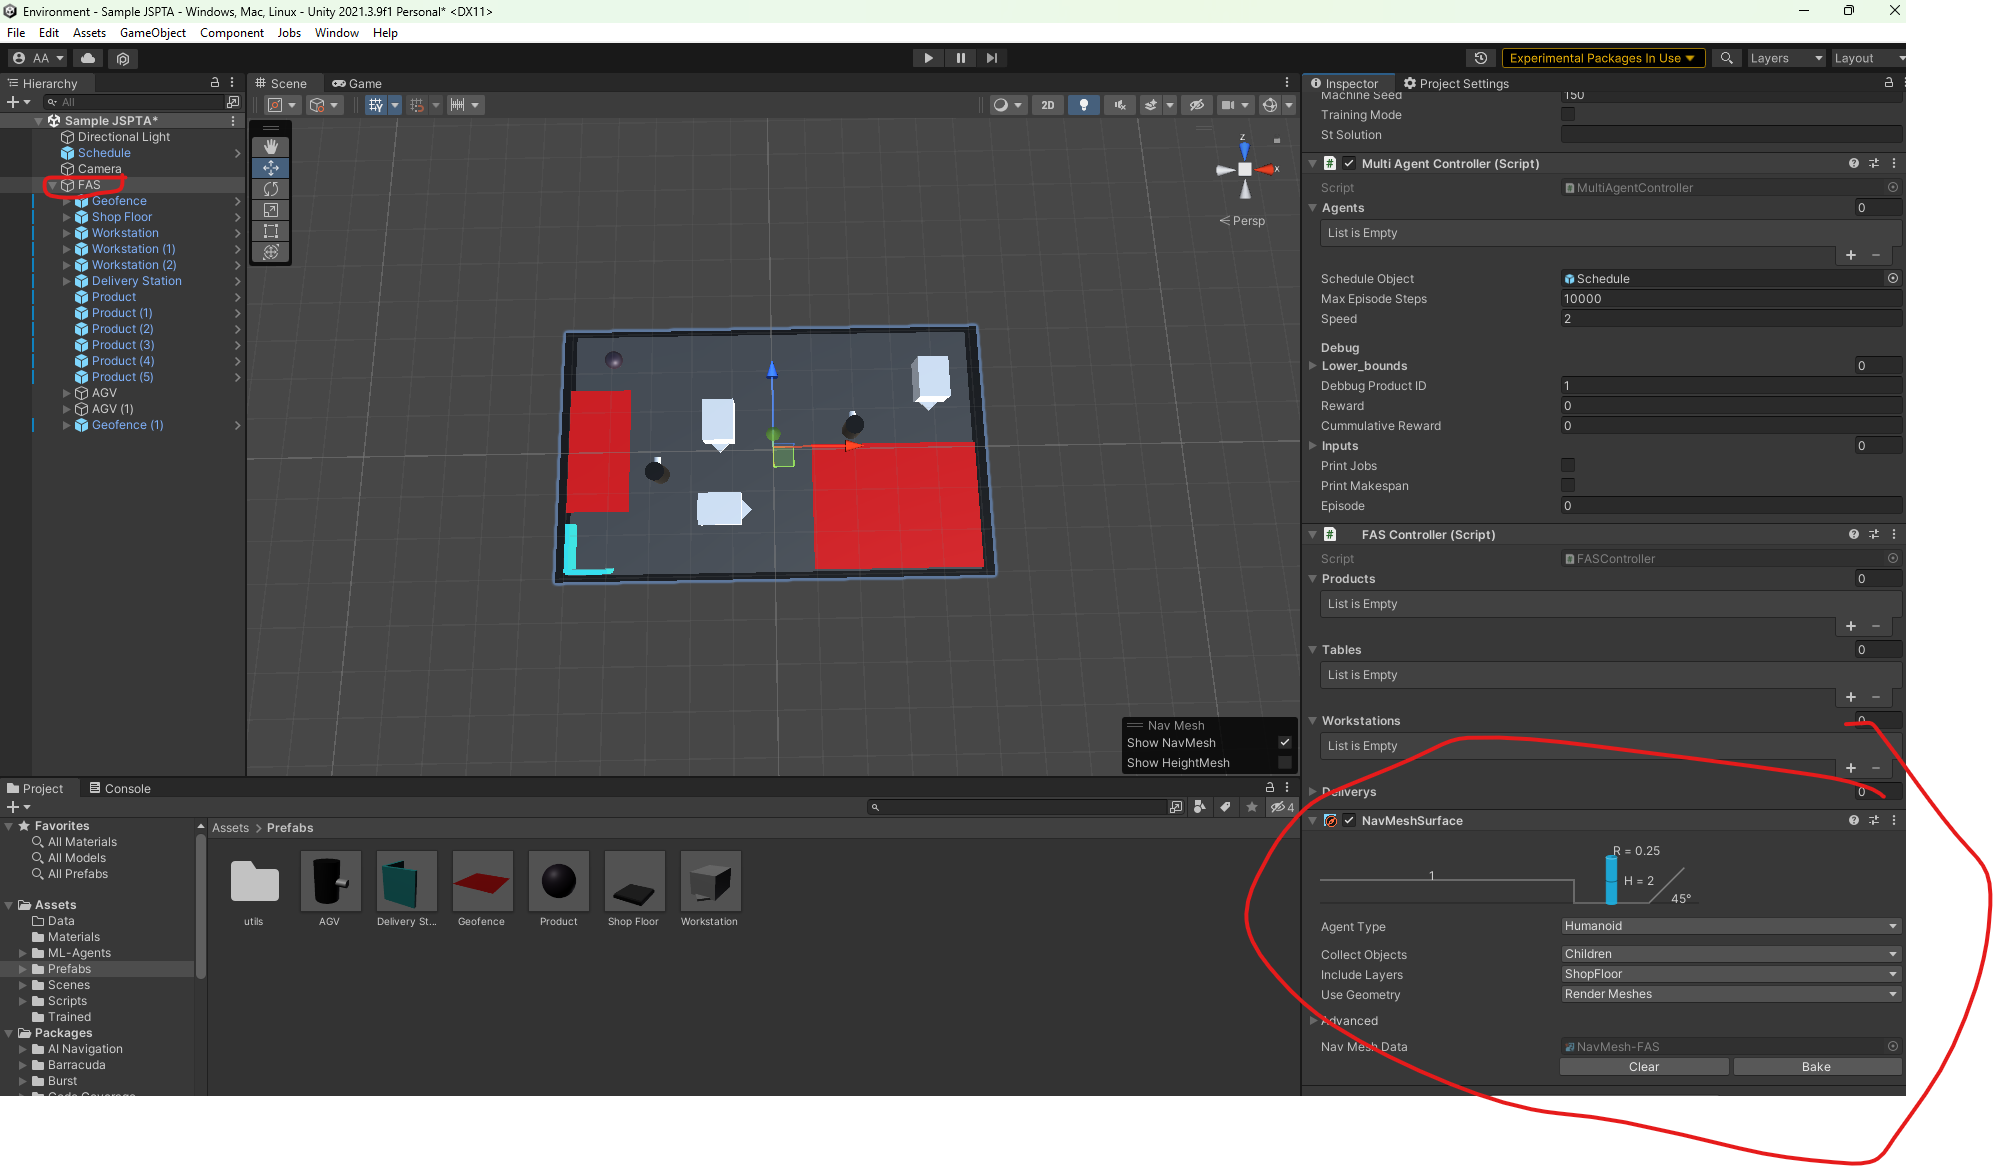 Environment - Sample JSPTA - Windows, Mac, Linux - Unity 2021.3.9f1 Personal* <DX11>
File Edit Assets GameObject Component Jobs Window Help
AA
Experimental Packages In Use
Layers
Layout
Hierarchy
All
Sample JSPTA*
Directional Light
Schedule
Camera
FAS
Geofence
Shop Floor
Workstation
Workstation (1)
Workstation (2)
Delivery Station
Product
Product (1)
Product (2)
Product (3)
Product (4)
Product (5)
AGV
AGV (1)
Geofence (1)
Scene Game
2D
z
x
Persp
Nav Mesh
Show NavMesh
Show HeightMesh
Inspector Project Settings
Machine Seed 150
Training Mode
St Solution
Multi Agent Controller (Script)
Script MultiAgentController
Agents 0
List is Empty
Schedule Object Schedule
Max Episode Steps 10000
Speed 2
Debug
Lower_bounds 0
Debbug Product ID 1
Reward 0
Cummulative Reward 0
Inputs 0
Print Jobs
Print Makespan
Episode 0
FAS Controller (Script)
Script FASController
Products 0
List is Empty
Tables 0
List is Empty
Workstations 0
List is Empty
Deliverys 0
NavMeshSurface
R = 0.25
1
H = 2
45°
Agent Type Humanoid
Collect Objects Children
Include Layers ShopFloor
Use Geometry Render Meshes
Advanced
Nav Mesh Data NavMesh-FAS
Clear Bake
Project Console
4
Favorites
All Materials
All Models
All Prefabs
Assets
Data
Materials
ML-Agents
Prefabs
Scenes
Scripts
Trained
Packages
AI Navigation
Barracuda
Burst
Code Coverage
Assets > Prefabs
utils
AGV
Delivery St...
Geofence
Product
Shop Floor
Workstation